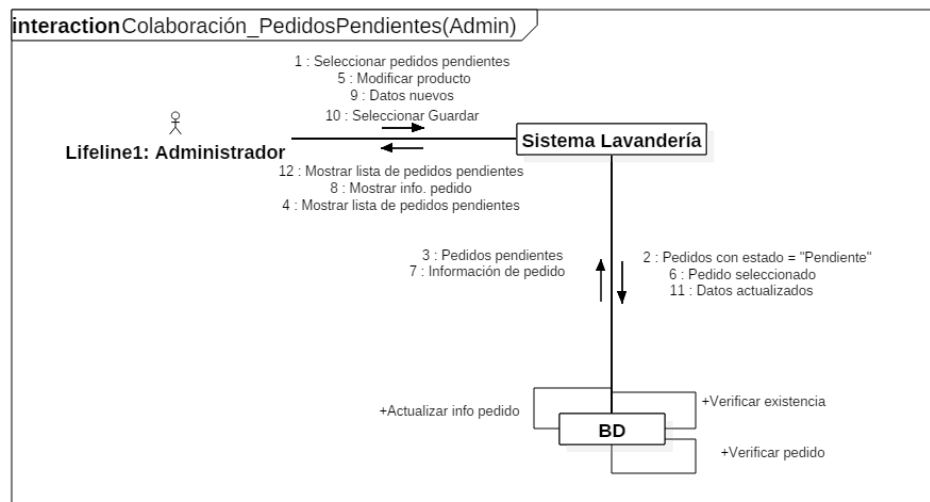 interactionColaboración_PedidosPendientes(Admin)
1 : Seleccionar pedidos pendientes
5 : Modificar producto
9 : Datos nuevos
10 : Seleccionar Guardar
Lifeline1: Administrador
Sistema Lavandería
12 : Mostrar lista de pedidos pendientes
8 : Mostrar info. pedido
4 : Mostrar lista de pedidos pendientes
3 : Pedidos pendientes
7 : Información de pedido
2 : Pedidos con estado = "Pendiente"
6 : Pedido seleccionado
11 : Datos actualizados
+Actualizar info pedido
+Verificar existencia
BD
+Verificar pedido